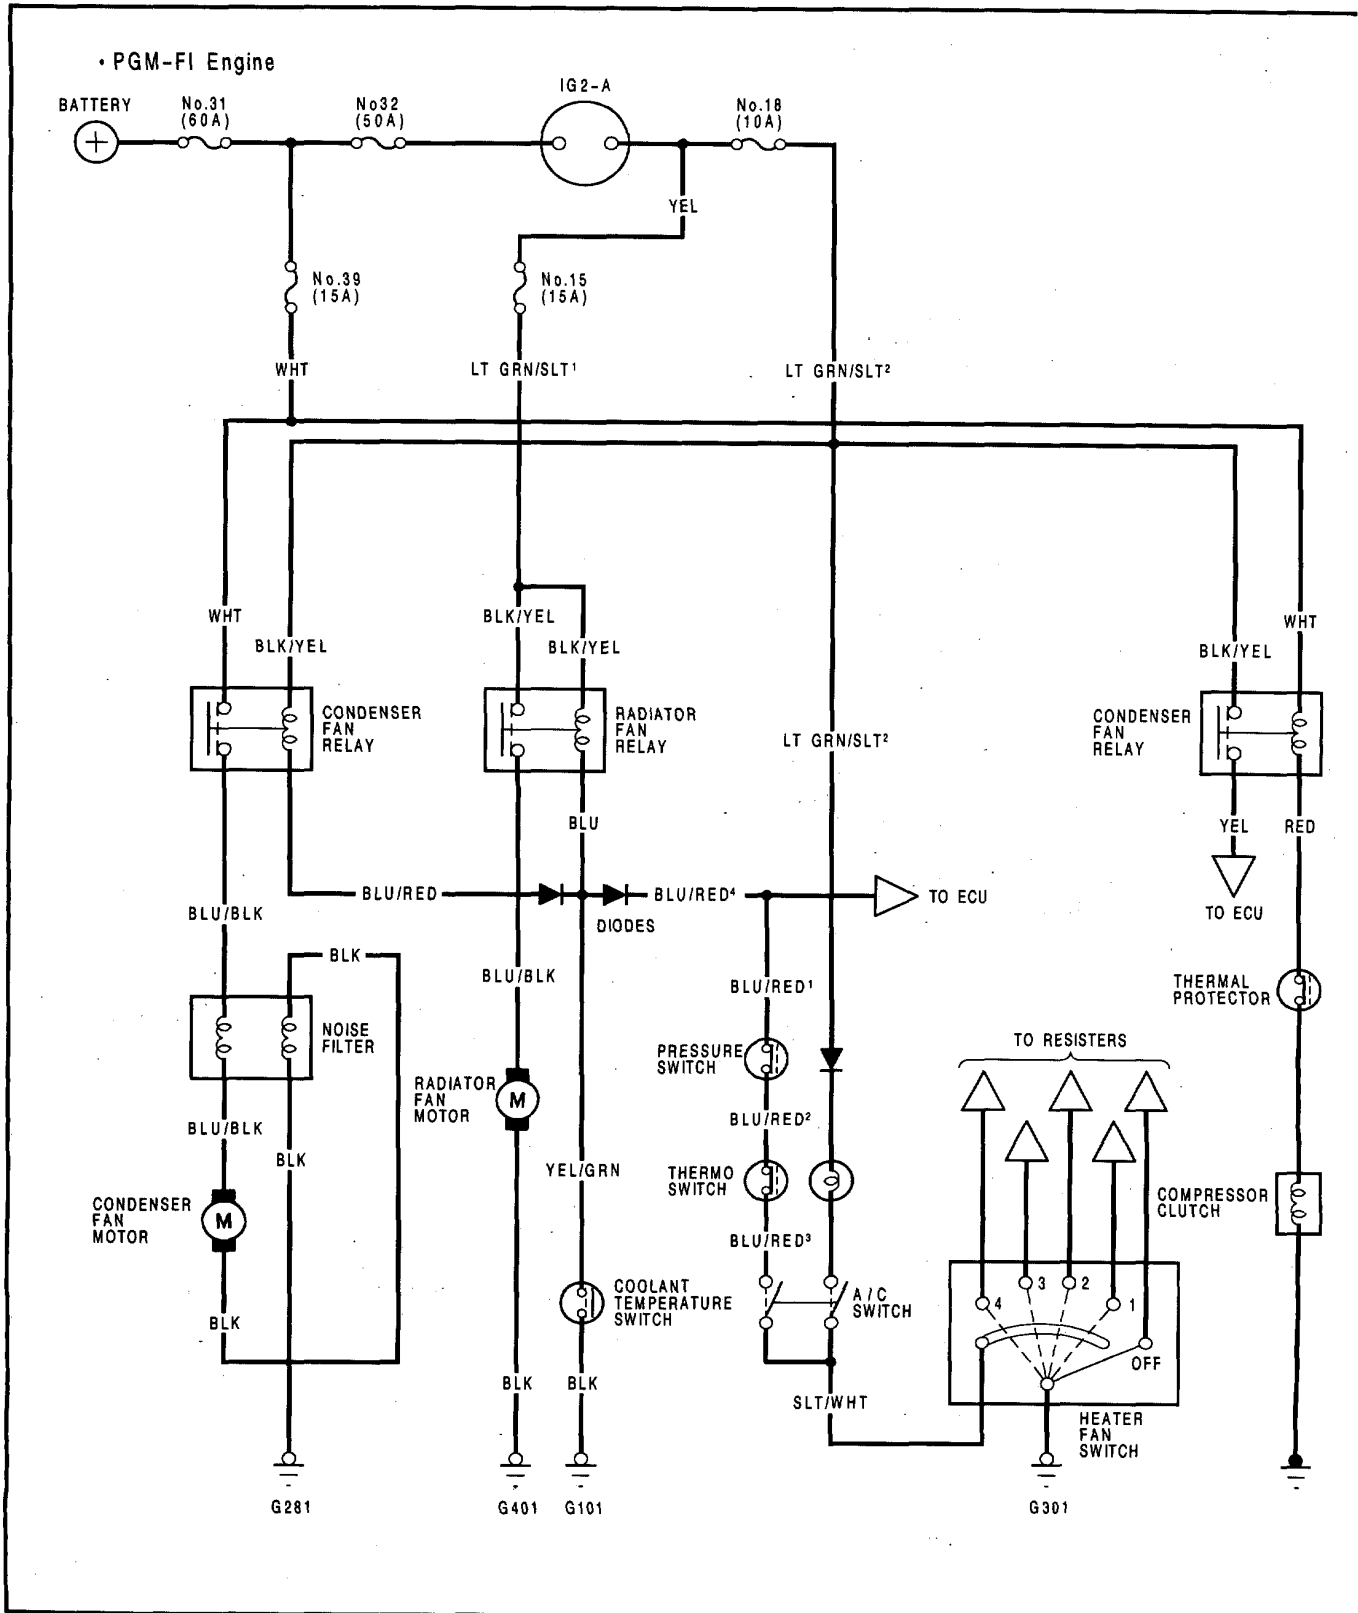 • PGM-FI Engine
BATTERY
No.31
(60A)
No32
(50A)
IG2-A
No.18
(10A)
YEL
No.39
(15A)
No.15
(15A)
WHT
LT GRN/SLT¹
LT GRN/SLT²
WHT
BLK/YEL
BLK/YEL
BLK/YEL
WHT
BLK/YEL
CONDENSER
FAN
RELAY
RADIATOR
FAN
RELAY
LT GRN/SLT²
CONDENSER
FAN
RELAY
BLU
YEL
RED
BLU/RED
BLU/RED⁴
TO ECU
DIODES
TO ECU
BLU/BLK
BLK
BLU/BLK
BLU/RED¹
THERMAL
PROTECTOR
NOISE
FILTER
PRESSURE
SWITCH
TO RESISTERS
RADIATOR
FAN
MOTOR
M
BLU/BLK
BLK
BLU/RED²
YEL/GRN
THERMO
SWITCH
COMPRESSOR
CLUTCH
CONDENSER
FAN
MOTOR
M
BLU/RED³
COOLANT
TEMPERATURE
SWITCH
A/C
SWITCH
4
3
2
1
OFF
BLK
BLK
BLK
SLT/WHT
HEATER
FAN
SWITCH
G281
G401
G101
G301